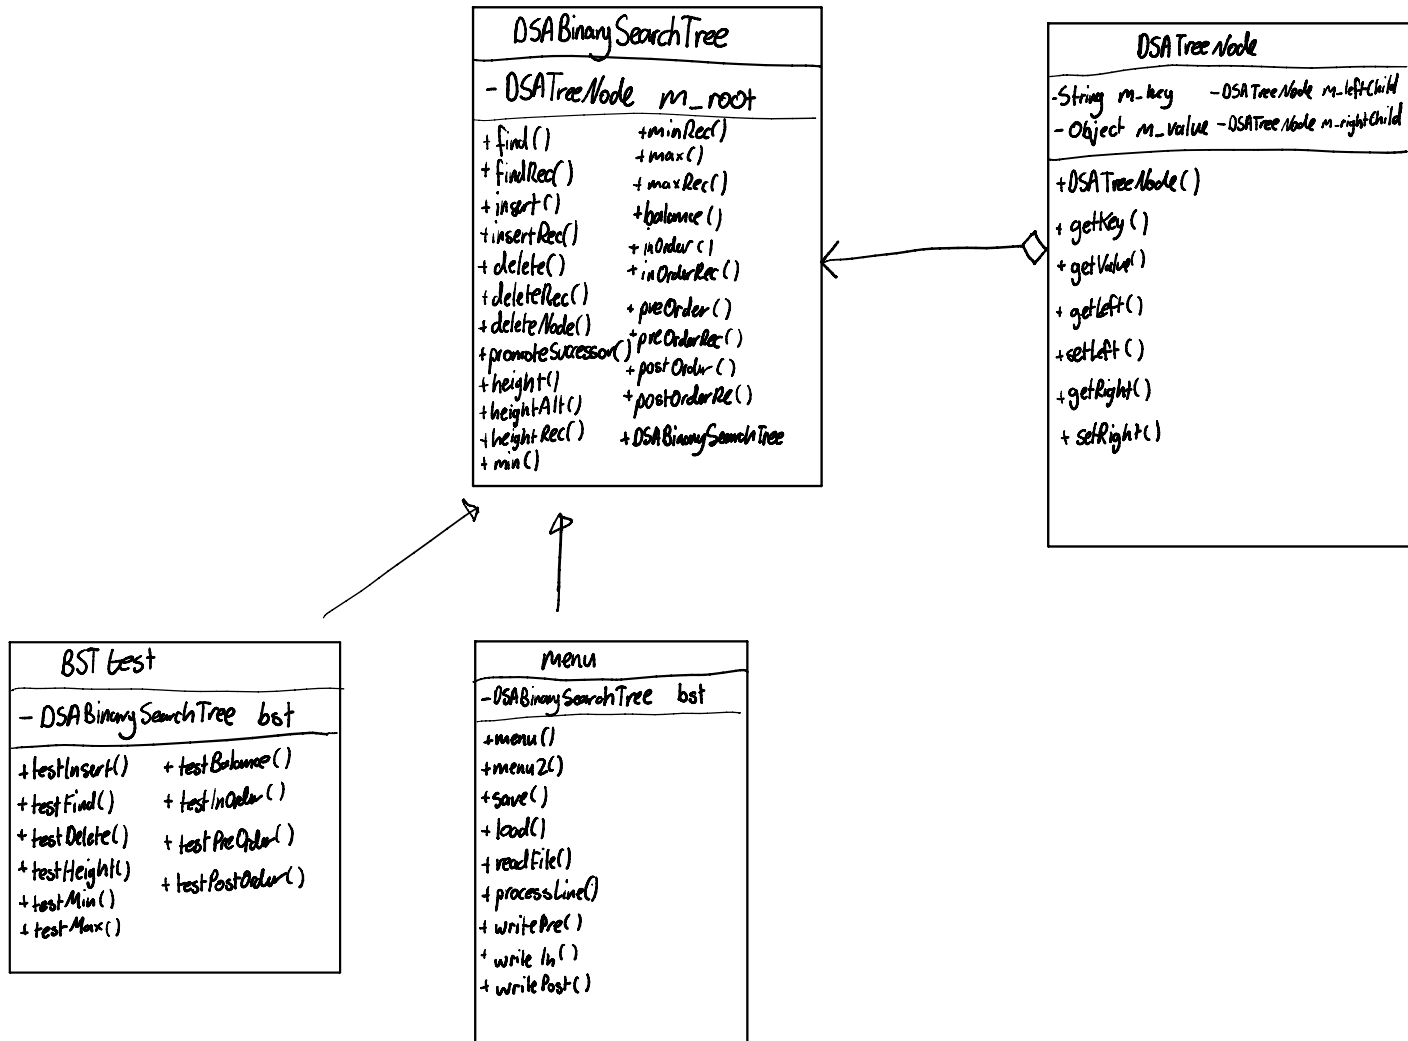 DSABinarySearchTree
- DSATreeNode m_root
+ find()
+ findRec()
+ insert()
+ insertRec()
+ delete()
+ deleteRec()
+ deleteNode()
+ promoteSuccessor()
+ height()
+ heightAlt()
+ heightRec()
+ min()
+ minRec()
+ max()
+ maxRec()
+ balance()
+ inOrder()
+ inOrderRec()
+ preOrder()
+ preOrderRec()
+ postOrder()
+ postOrderRe()
+ DSABinarySearchTree
DSATreeNode
- String m_key
- Object m_value
- DSATreeNode m_leftChild
- DSATreeNode m_rightChild
+ DSATreeNode()
+ getKey()
+ getValue()
+ getLeft()
+ setLeft()
+ getRight()
+ setRight()
BST test
- DSABinarySearchTree bst
+ testInsert()
+ testFind()
+ testDelete()
+ testHeight()
+ testMin()
+ testMax()
+ testBalance()
+ testInOrder()
+ testPreOrder()
+ testPostOrder()
menu
- DSABinarySearchTree bst
+ menu()
+ menu2()
+ save()
+ load()
+ readFile()
+ processLine()
+ writePre()
+ writeIn()
+ writePost()